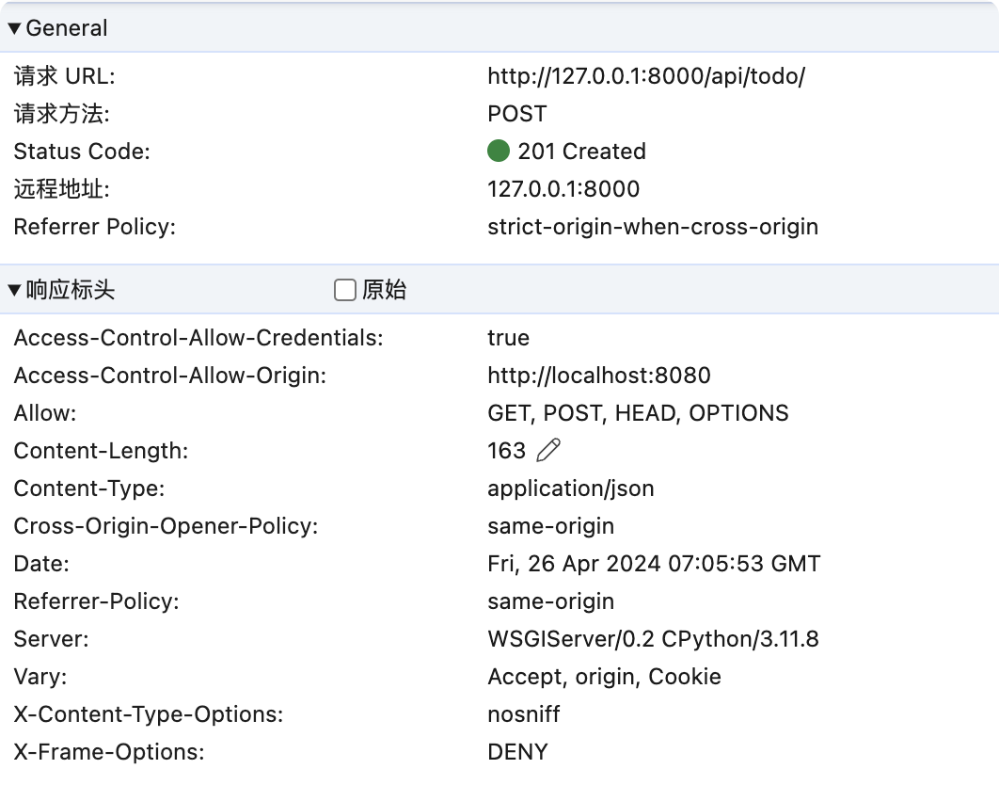 General
请求 URL: http://127.0.0.1:8000/api/todo/
请求方法: POST
Status Code: 201 Created
远程地址: 127.0.0.1:8000
Referrer Policy: strict-origin-when-cross-origin
响应标头 原始
Access-Control-Allow-Credentials: true
Access-Control-Allow-Origin: http://localhost:8080
Allow: GET, POST, HEAD, OPTIONS
Content-Length: 163
Content-Type: application/json
Cross-Origin-Opener-Policy: same-origin
Date: Fri, 26 Apr 2024 07:05:53 GMT
Referrer-Policy: same-origin
Server: WSGIServer/0.2 CPython/3.11.8
Vary: Accept, origin, Cookie
X-Content-Type-Options: nosniff
X-Frame-Options: DENY